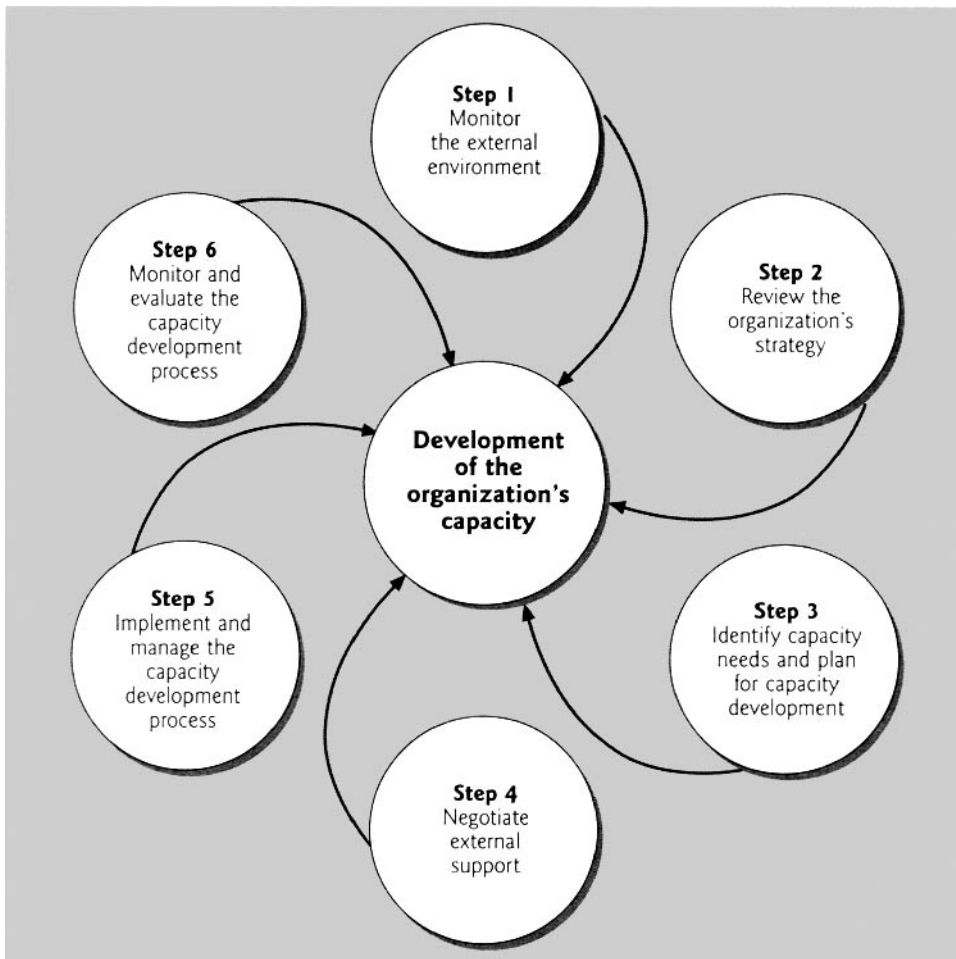 Step 1
Monitor
the external
environment
Step 2
Review the
organization's
strategy
Step 3
Identify capacity
needs and plan
for capacity
development
Step 4
Negotiate
external
support
Step 5
Implement and
manage the
capacity
development
process
Step 6
Monitor and
evaluate the
capacity
development
process
Development
of the
organization's
capacity